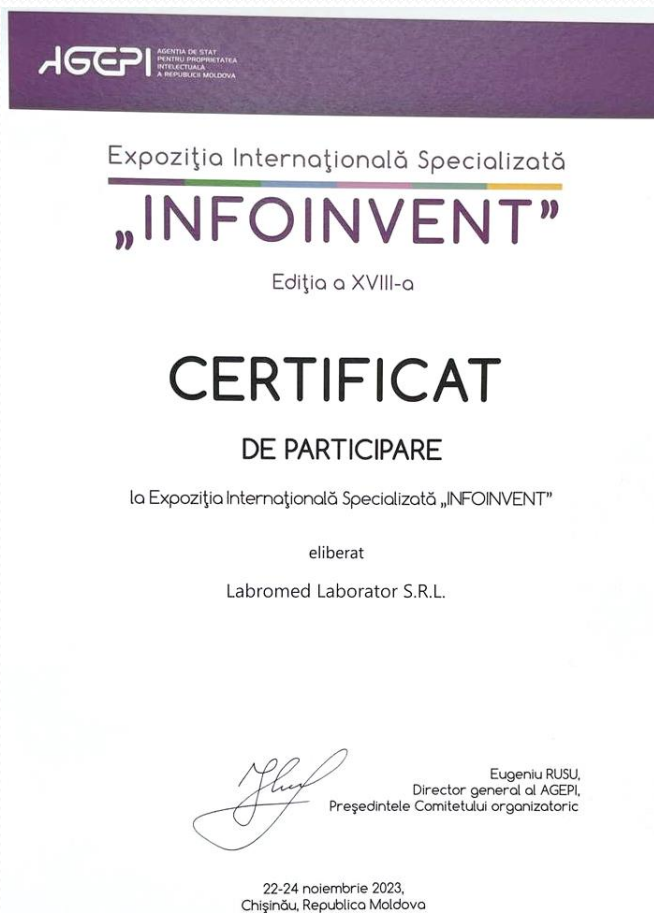 AGEPI
AGENȚIA DE STAT
PENTRU PROPRIETATEA
INTELECTUALĂ
A REPUBLICII MOLDOVA
Expoziţia Internaţională Specializată
„INFOINVENT”
Ediţia a XVIII-a
CERTIFICAT
DE PARTICIPARE
la Expoziţia Internaţională Specializată „INFOINVENT”
eliberat
Labromed Laborator S.R.L.
Eugeniu RUSU,
Director general al AGEPI,
Preşedintele Comitetului organizatoric
22-24 noiembrie 2023,
Chişinău, Republica Moldova